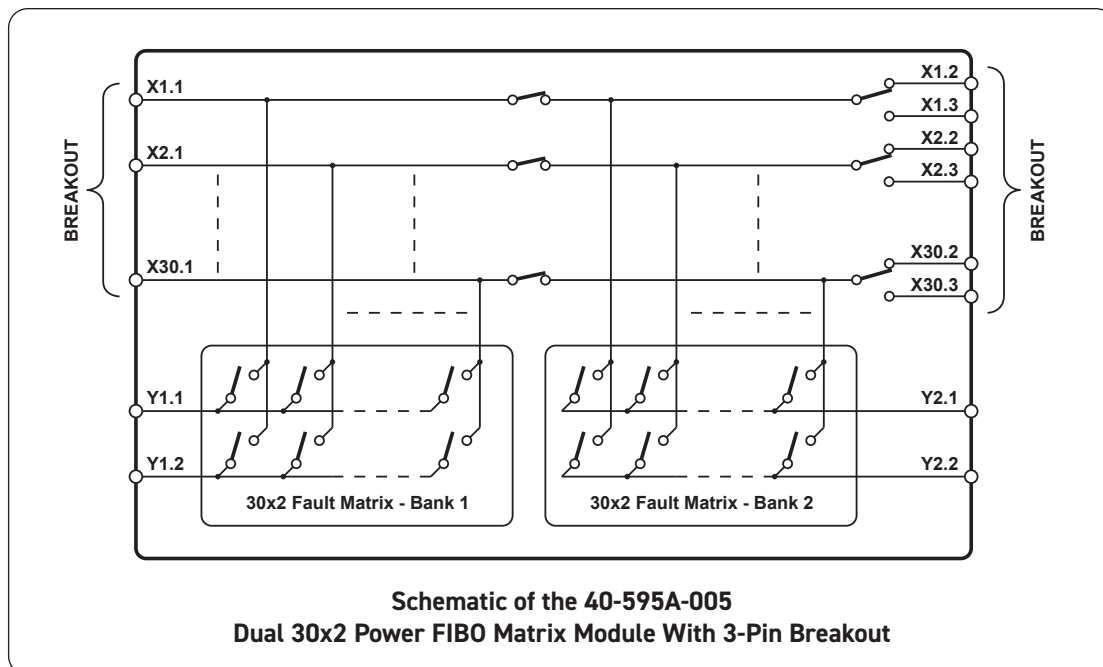 X1.1
X1.2
X1.3
X2.1
X2.2
X2.3
BREAKOUT
BREAKOUT
X30.1
X30.2
X30.3
Y1.1
Y2.1
Y1.2
Y2.2
30x2 Fault Matrix - Bank 1
30x2 Fault Matrix - Bank 2
Schematic of the 40-595A-005
Dual 30x2 Power FIBO Matrix Module With 3-Pin Breakout